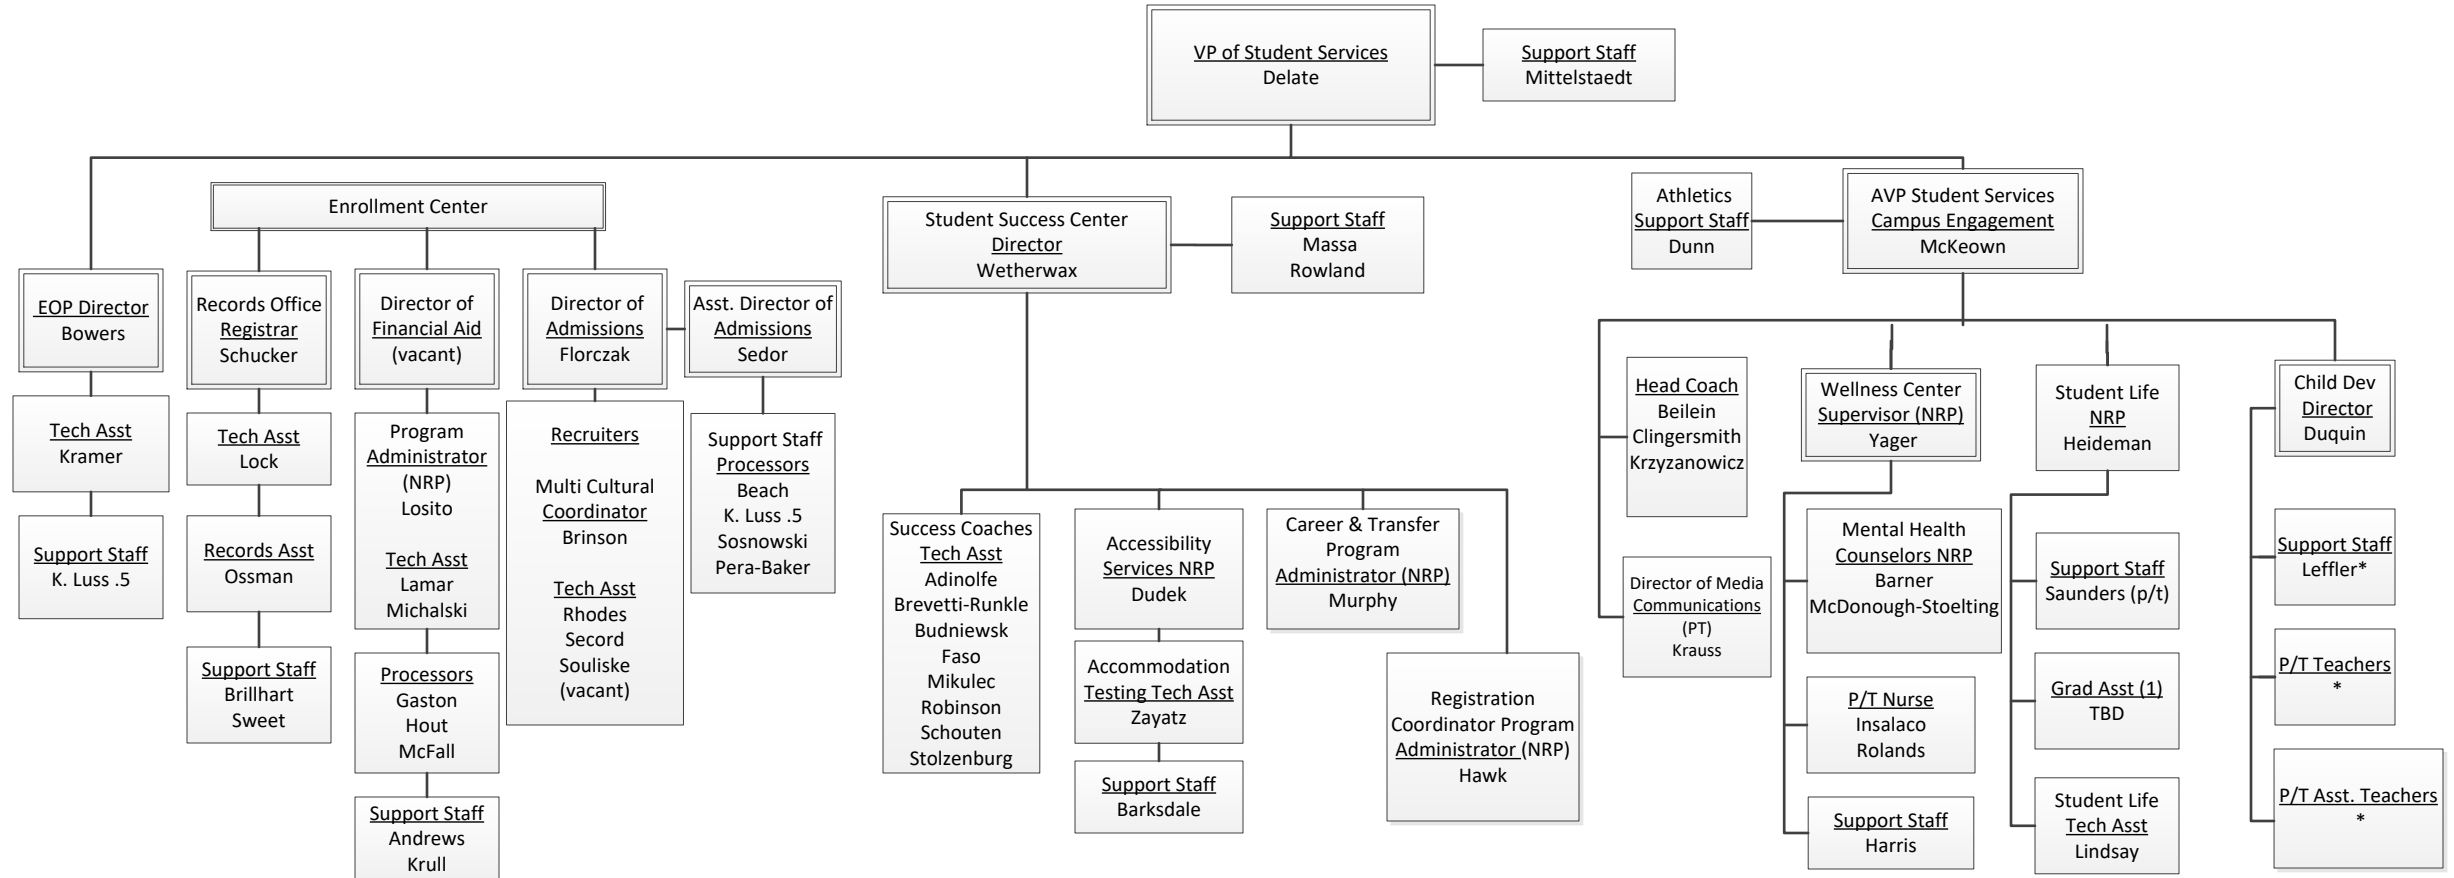 VP of Student Services
Delate
Support Staff
Mittelstaedt
Enrollment Center
EOP Director
Bowers
Tech Asst
Kramer
Support Staff
K. Luss .5
Records Office
Registrar
Schucker
Tech Asst
Lock
Records Asst
Ossman
Support Staff
Brillhart
Sweet
Director of
Financial Aid
(vacant)
Program
Administrator
(NRP)
Losito
Tech Asst
Lamar
Michalski
Processors
Gaston
Hout
McFall
Support Staff
Andrews
Krull
Director of
Admissions
Florczak
Recruiters
Multi Cultural
Coordinator
Brinson
Tech Asst
Rhodes
Secord
Souliske
(vacant)
Asst. Director of
Admissions
Sedor
Support Staff
Processors
Beach
K. Luss .5
Sosnowski
Pera-Baker
Student Success Center
Director
Wetherwax
Support Staff
Massa
Rowland
Success Coaches
Tech Asst
Adinolfe
Brevetti-Runkle
Budniewsk
Faso
Mikulec
Robinson
Schouten
Stolzenburg
Accessibility
Services NRP
Dudek
Accommodation
Testing Tech Asst
Zayatz
Support Staff
Barksdale
Career & Transfer
Program
Administrator (NRP)
Murphy
Registration
Coordinator Program
Administrator (NRP)
Hawk
Athletics
Support Staff
Dunn
AVP Student Services
Campus Engagement
McKeown
Head Coach
Beilein
Clingersmith
Krzyzanowicz
Director of Media
Communications
(PT)
Krauss
Wellness Center
Supervisor (NRP)
Yager
Mental Health
Counselors NRP
Barner
McDonough-Stoelting
P/T Nurse
Insalaco
Rolands
Support Staff
Harris
Student Life
NRP
Heideman
Support Staff
Saunders (p/t)
Grad Asst (1)
TBD
Student Life
Tech Asst
Lindsay
Child Dev
Director
Duquin
Support Staff
Leffler*
P/T Teachers
*
P/T Asst. Teachers
*